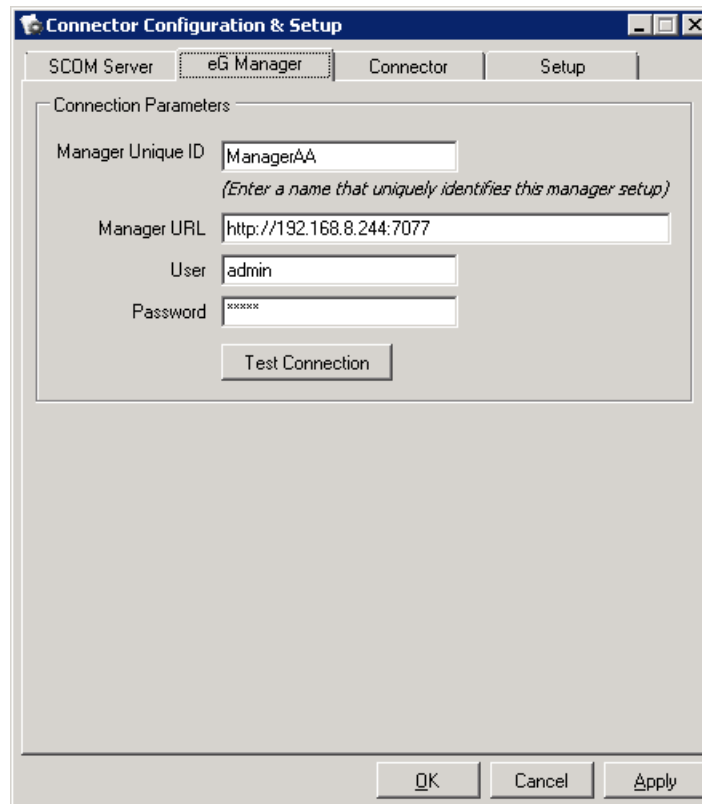 Connector Configuration & Setup
SCOM Server eG Manager Connector Setup
Connection Parameters
Manager Unique ID ManagerAA
(Enter a name that uniquely identifies this manager setup)
Manager URL http://192.168.8.244:7077
User admin
Password *****
Test Connection
OK Cancel Apply